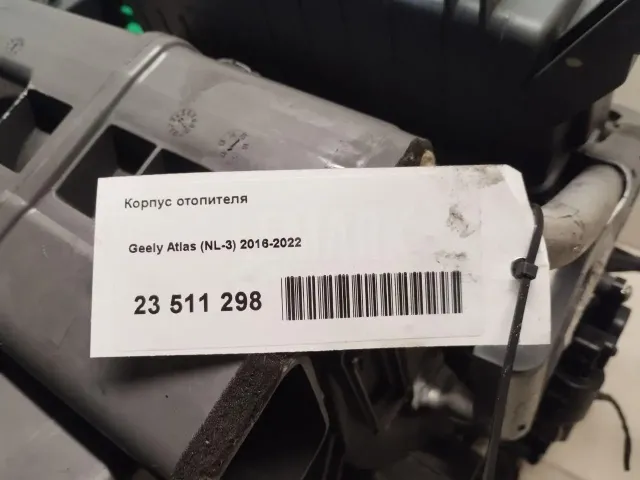 Корпус отопителя
Geely Atlas (NL-3) 2016-2022
23 511 298